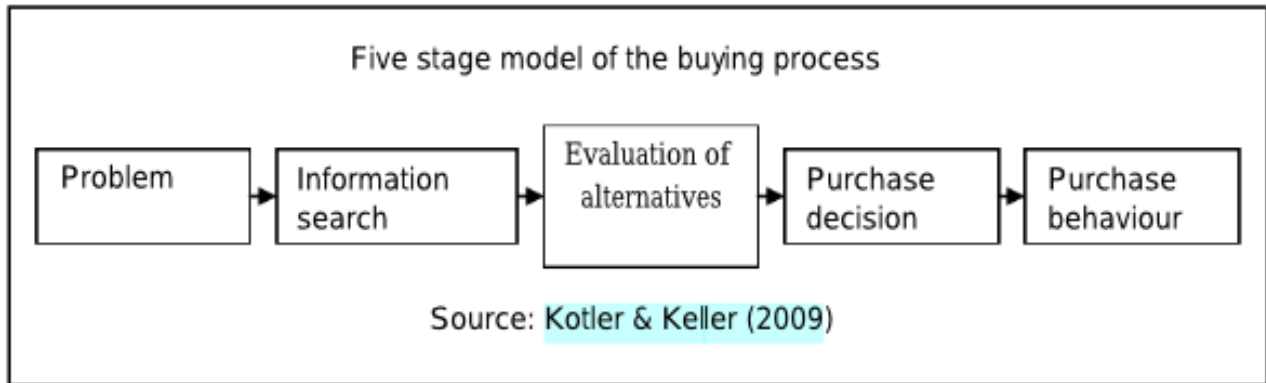 Five stage model of the buying process
Problem
Information
search
Evaluation of
alternatives
Purchase
decision
Purchase
behaviour
Source: Kotler & Keller (2009)